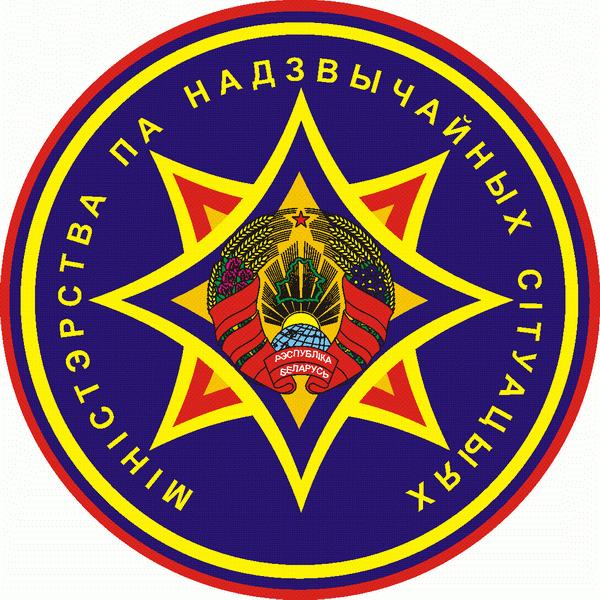 МІНІСТЭРСТВА ПА НАДЗВЫЧАЙНЫХ СІТУАЦЫЯХ
РЭСПУБЛІКА
БЕЛАРУСЬ